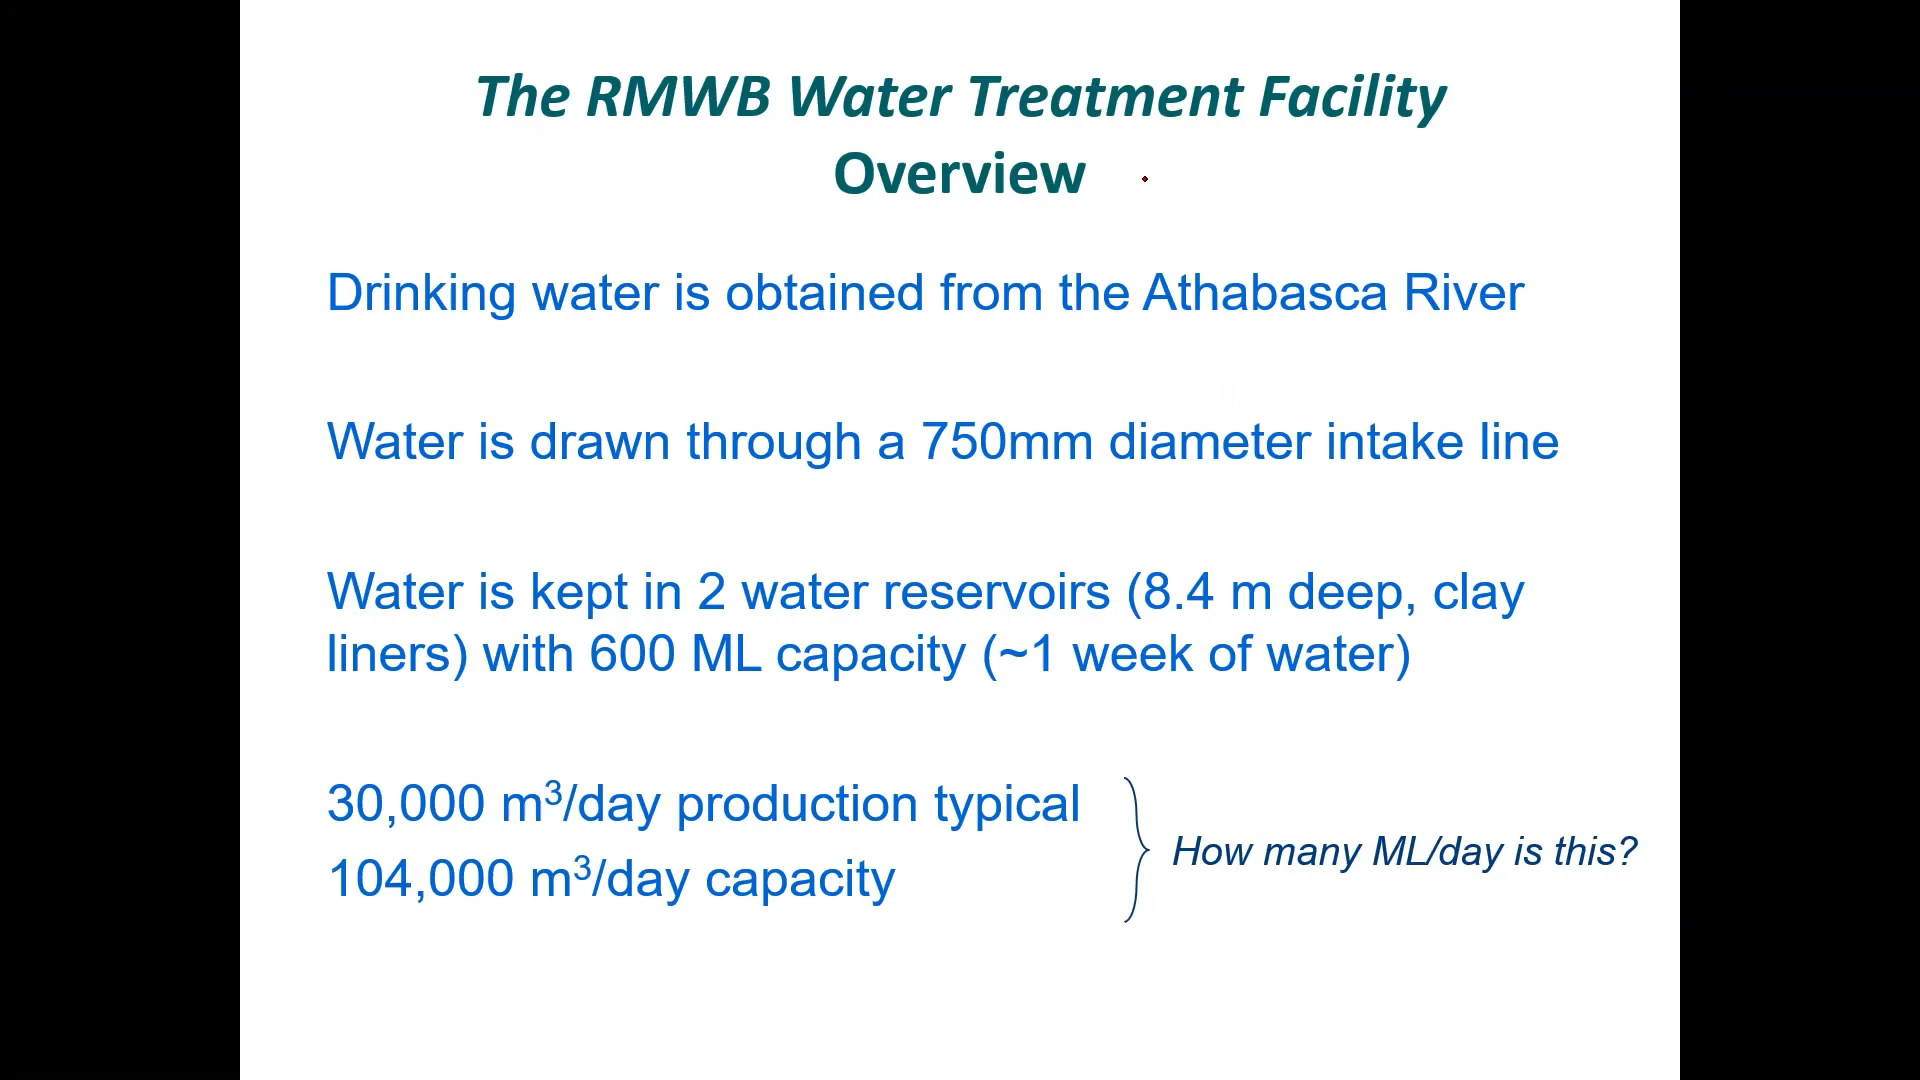 The RMWB Water Treatment Facility
Overview
Drinking water is obtained from the Athabasca River
Water is drawn through a 750mm diameter intake line
Water is kept in 2 water reservoirs (8.4 m deep, clay
liners) with 600 ML capacity (~1 week of water)
30,000 m³/day production typical
104,000 m³/day capacity
How many ML/day is this?